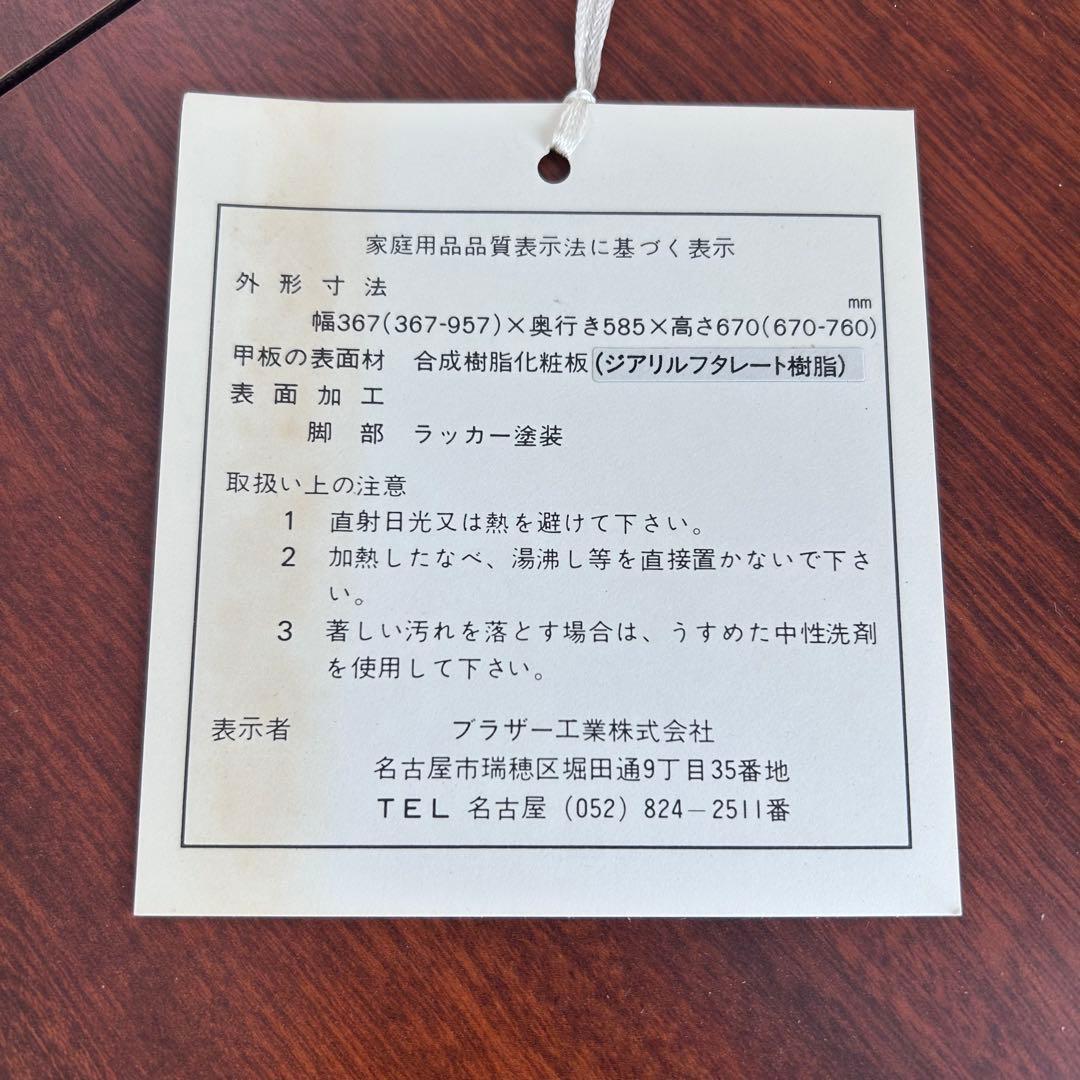 家庭用品品質表示法に基づく表示
外形寸法
mm
幅367(367-957)×奥行き585×高さ670(670-760)
甲板の表面材 合成樹脂化粧板(ジアリルフタレート樹脂)
表面加工
脚部 ラッカー塗装
取扱い上の注意
1 直射日光又は熱を避けて下さい。
2 加熱したなべ、湯沸し等を直接置かないで下さ
い。
3 著しい汚れを落とす場合は、うすめた中性洗剤
を使用して下さい。
表示者 ブラザー工業株式会社
名古屋市瑞穂区堀田通9丁目35番地
TEL 名古屋 (052) 824-2511番